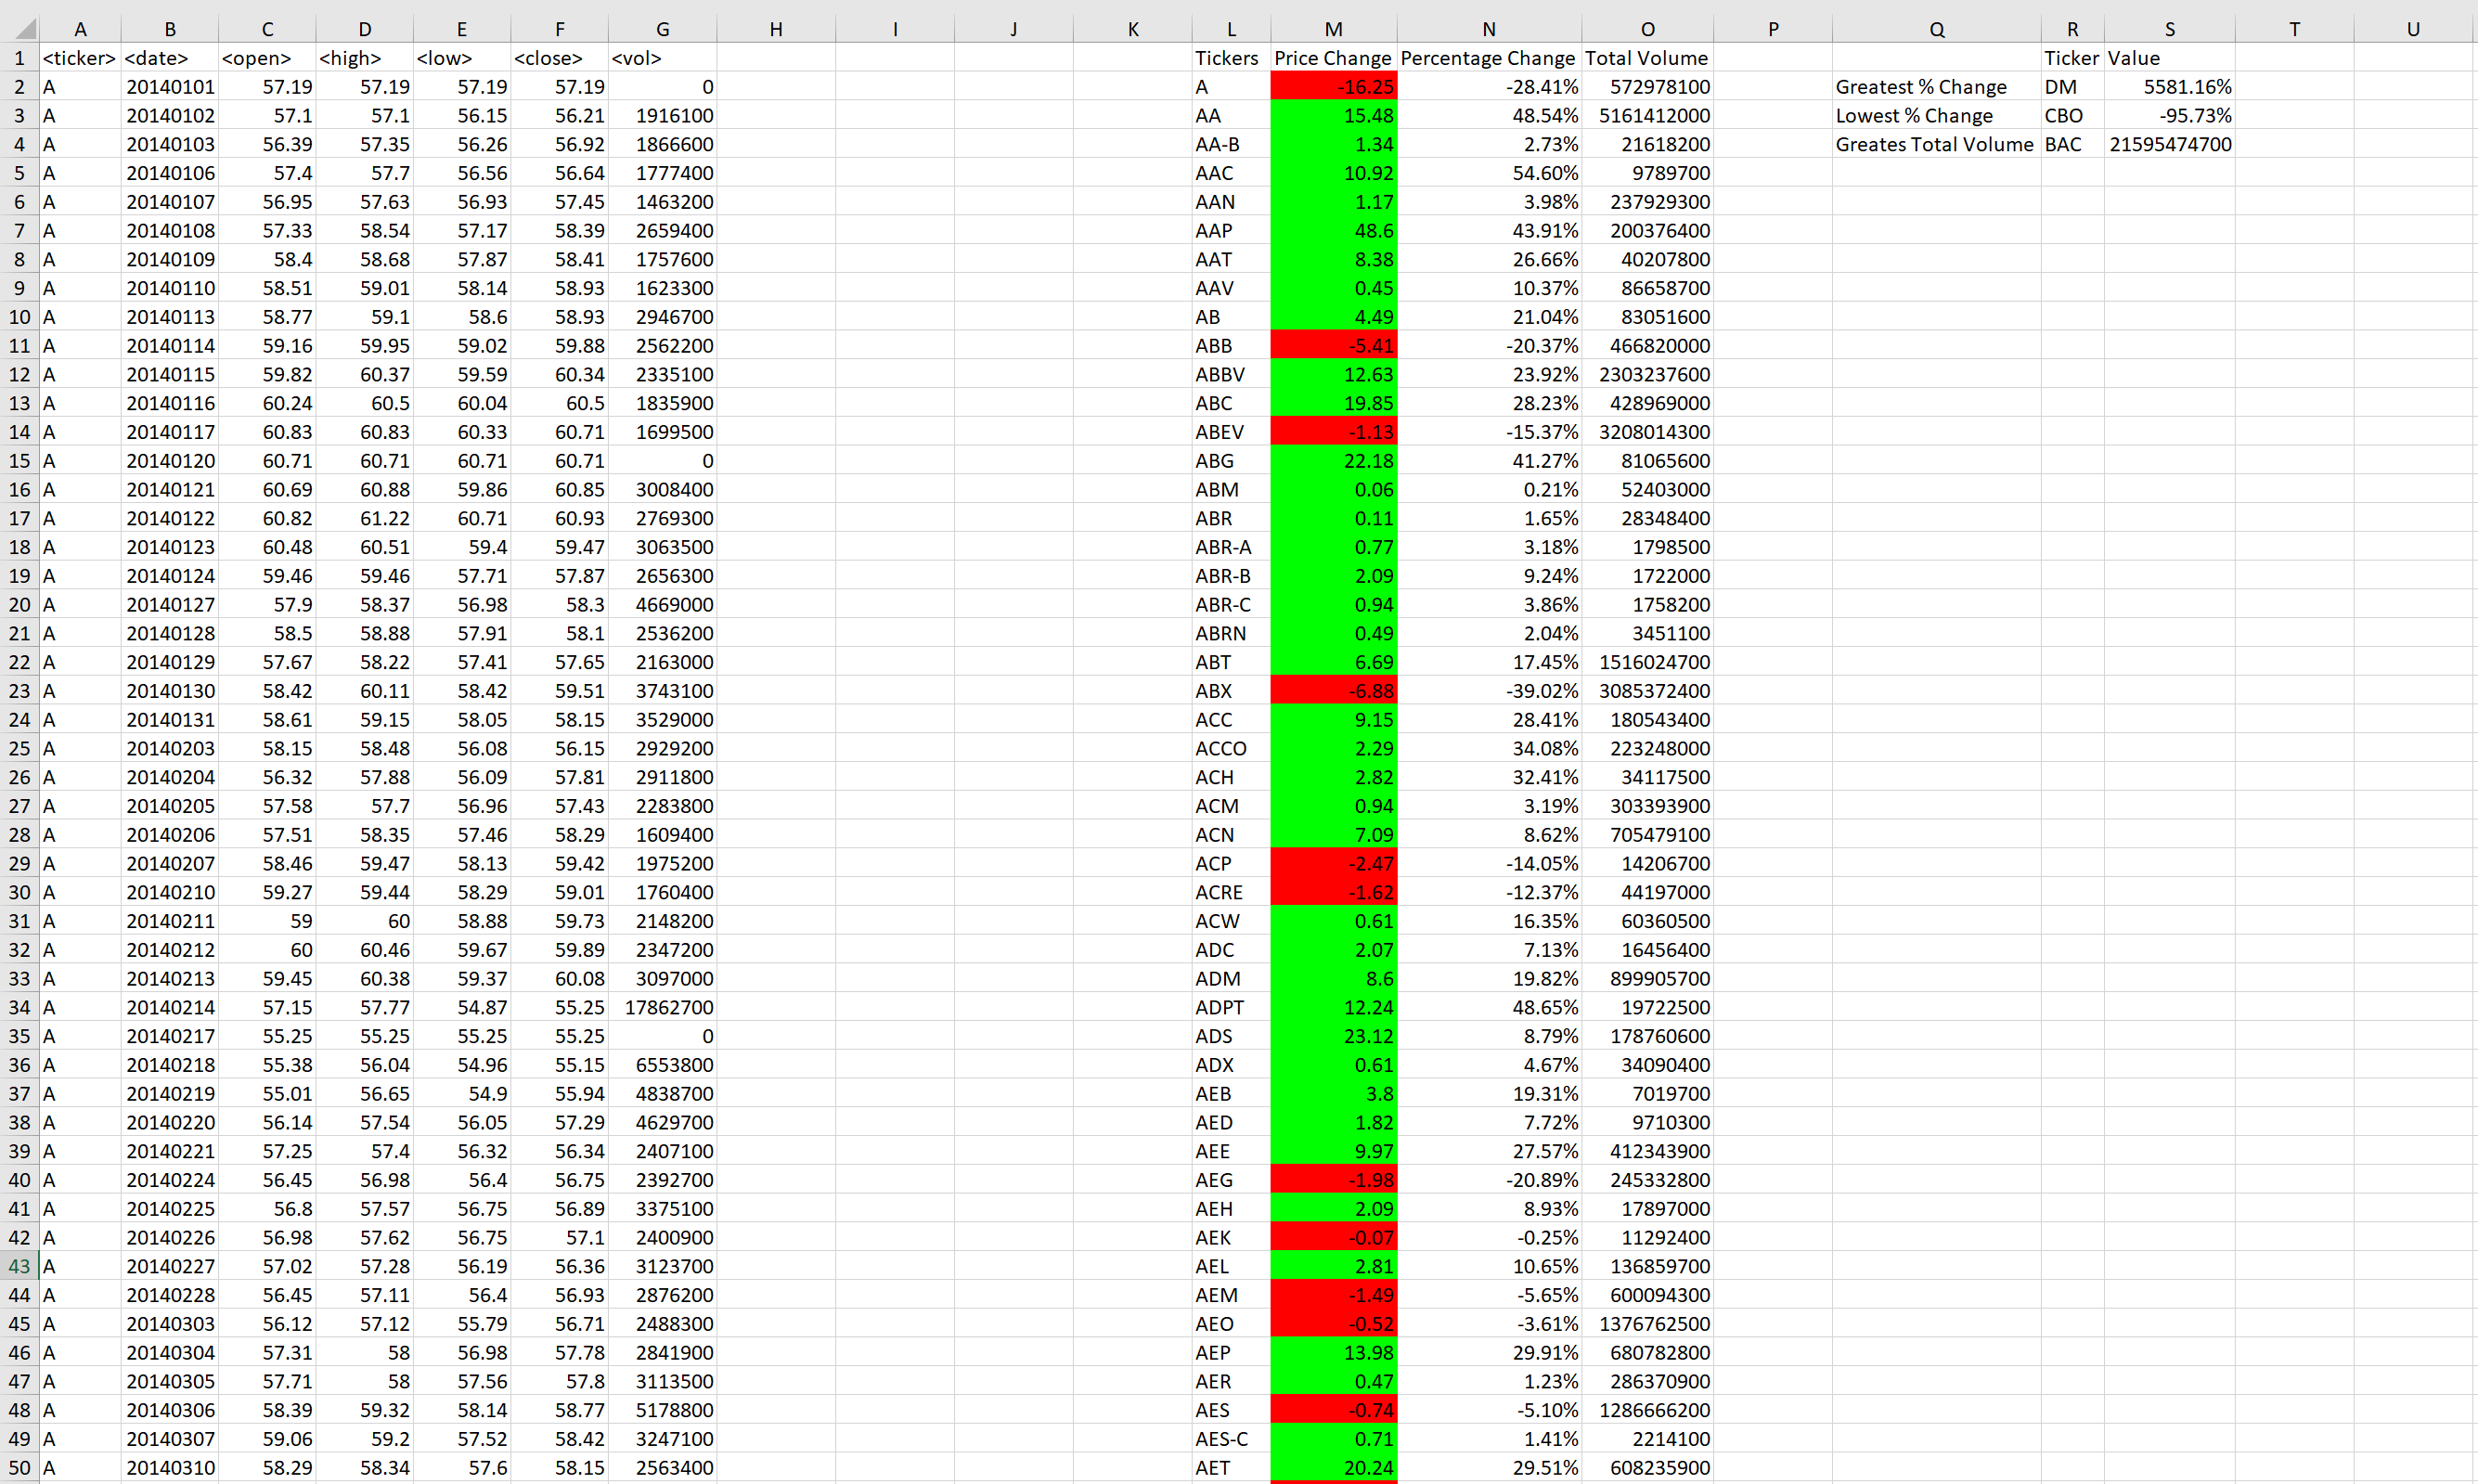 A B C D E F G H I J K L M N O P Q R S T U
1 <ticker> <date> <open> <high> <low> <close> <vol> Tickers Price Change Percentage Change Total Volume Ticker Value
2 A 20140101 57.19 57.19 57.19 57.19 0 A -16.25 -28.41% 572978100 Greatest % Change DM 5581.16%
3 A 20140102 57.1 57.1 56.15 56.21 1916100 AA 15.48 48.54% 5161412000 Lowest % Change CBO -95.73%
4 A 20140103 56.39 57.35 56.26 56.92 1866600 AA-B 1.34 2.73% 21618200 Greates Total Volume BAC 21595474700
5 A 20140106 57.4 57.7 56.56 56.64 1777400 AAC 10.92 54.60% 9789700
6 A 20140107 56.95 57.63 56.93 57.45 1463200 AAN 1.17 3.98% 237929300
7 A 20140108 57.33 58.54 57.17 58.39 2659400 AAP 48.6 43.91% 200376400
8 A 20140109 58.4 58.68 57.87 58.41 1757600 AAT 8.38 26.66% 40207800
9 A 20140110 58.51 59.01 58.14 58.93 1623300 AAV 0.45 10.37% 86658700
10 A 20140113 58.77 59.1 58.6 58.93 2946700 AB 4.49 21.04% 83051600
11 A 20140114 59.16 59.95 59.02 59.88 2562200 ABB -5.41 -20.37% 466820000
12 A 20140115 59.82 60.37 59.59 60.34 2335100 ABBV 12.63 23.92% 2303237600
13 A 20140116 60.24 60.5 60.04 60.5 1835900 ABC 19.85 28.23% 428969000
14 A 20140117 60.83 60.83 60.33 60.71 1699500 ABEV -1.13 -15.37% 3208014300
15 A 20140120 60.71 60.71 60.71 60.71 0 ABG 22.18 41.27% 81065600
16 A 20140121 60.69 60.88 59.86 60.85 3008400 ABM 0.06 0.21% 52403000
17 A 20140122 60.82 61.22 60.71 60.93 2769300 ABR 0.11 1.65% 28348400
18 A 20140123 60.48 60.51 59.4 59.47 3063500 ABR-A 0.77 3.18% 1798500
19 A 20140124 59.46 59.46 57.71 57.87 2656300 ABR-B 2.09 9.24% 1722000
20 A 20140127 57.9 58.37 56.98 58.3 4669000 ABR-C 0.94 3.86% 1758200
21 A 20140128 58.5 58.88 57.91 58.1 2536200 ABRN 0.49 2.04% 3451100
22 A 20140129 57.67 58.22 57.41 57.65 2163000 ABT 6.69 17.45% 1516024700
23 A 20140130 58.42 60.11 58.42 59.51 3743100 ABX -6.88 -39.02% 3085372400
24 A 20140131 58.61 59.15 58.05 58.15 3529000 ACC 9.15 28.41% 180543400
25 A 20140203 58.15 58.48 56.08 56.15 2929200 ACCO 2.29 34.08% 223248000
26 A 20140204 56.32 57.88 56.09 57.81 2911800 ACH 2.82 32.41% 34117500
27 A 20140205 57.58 57.7 56.96 57.43 2283800 ACM 0.94 3.19% 303393900
28 A 20140206 57.51 58.35 57.46 58.29 1609400 ACN 7.09 8.62% 705479100
29 A 20140207 58.46 59.47 58.13 59.42 1975200 ACP -2.47 -14.05% 14206700
30 A 20140210 59.27 59.44 58.29 59.01 1760400 ACRE -1.62 -12.37% 44197000
31 A 20140211 59 60 58.88 59.73 2148200 ACW 0.61 16.35% 60360500
32 A 20140212 60 60.46 59.67 59.89 2347200 ADC 2.07 7.13% 16456400
33 A 20140213 59.45 60.38 59.37 60.08 3097000 ADM 8.6 19.82% 899905700
34 A 20140214 57.15 57.77 54.87 55.25 17862700 ADPT 12.24 48.65% 19722500
35 A 20140217 55.25 55.25 55.25 55.25 0 ADS 23.12 8.79% 178760600
36 A 20140218 55.38 56.04 54.96 55.15 6553800 ADX 0.61 4.67% 34090400
37 A 20140219 55.01 56.65 54.9 55.94 4838700 AEB 3.8 19.31% 7019700
38 A 20140220 56.14 57.54 56.05 57.29 4629700 AED 1.82 7.72% 9710300
39 A 20140221 57.25 57.4 56.32 56.34 2407100 AEE 9.97 27.57% 412343900
40 A 20140224 56.45 56.98 56.4 56.75 2392700 AEG -1.98 -20.89% 245332800
41 A 20140225 56.8 57.57 56.75 56.89 3375100 AEH 2.09 8.93% 17897000
42 A 20140226 56.98 57.62 56.75 57.1 2400900 AEK -0.07 -0.25% 11292400
43 A 20140227 57.02 57.28 56.19 56.36 3123700 AEL 2.81 10.65% 136859700
44 A 20140228 56.45 57.11 56.4 56.93 2876200 AEM -1.49 -5.65% 600094300
45 A 20140303 56.12 57.12 55.79 56.71 2488300 AEO -0.52 -3.61% 1376762500
46 A 20140304 57.31 58 56.98 57.78 2841900 AEP 13.98 29.91% 680782800
47 A 20140305 57.71 58 57.56 57.8 3113500 AER 0.47 1.23% 286370900
48 A 20140306 58.39 59.32 58.14 58.77 5178800 AES -0.74 -5.10% 1286666200
49 A 20140307 59.06 59.2 57.52 58.42 3247100 AES-C 0.71 1.41% 2214100
50 A 20140310 58.29 58.34 57.6 58.15 2563400 AET 20.24 29.51% 608235900